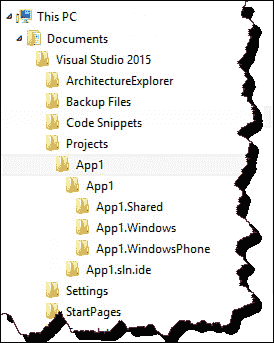 This PC
Documents
Visual Studio 2015
ArchitectureExplorer
Backup Files
Code Snippets
Projects
App1
App1
App1.Shared
App1.Windows
App1.WindowsPhone
App1.sln.ide
Settings
StartPages